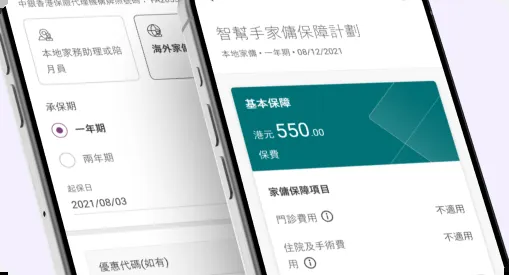 中銀香港保險代理機構牌照號碼：
本地家務助理或陪
月員
海外家傭
承保期
一年期
兩年期
起保日
2021/08/03
優惠代碼(如有)
智幫手家傭保障計劃
本地家傭 • 一年期 • 08/12/2021
基本保障
港元 550.00
保費
家傭保障項目
門診費用 不適用
住院及手術費
用 不適用